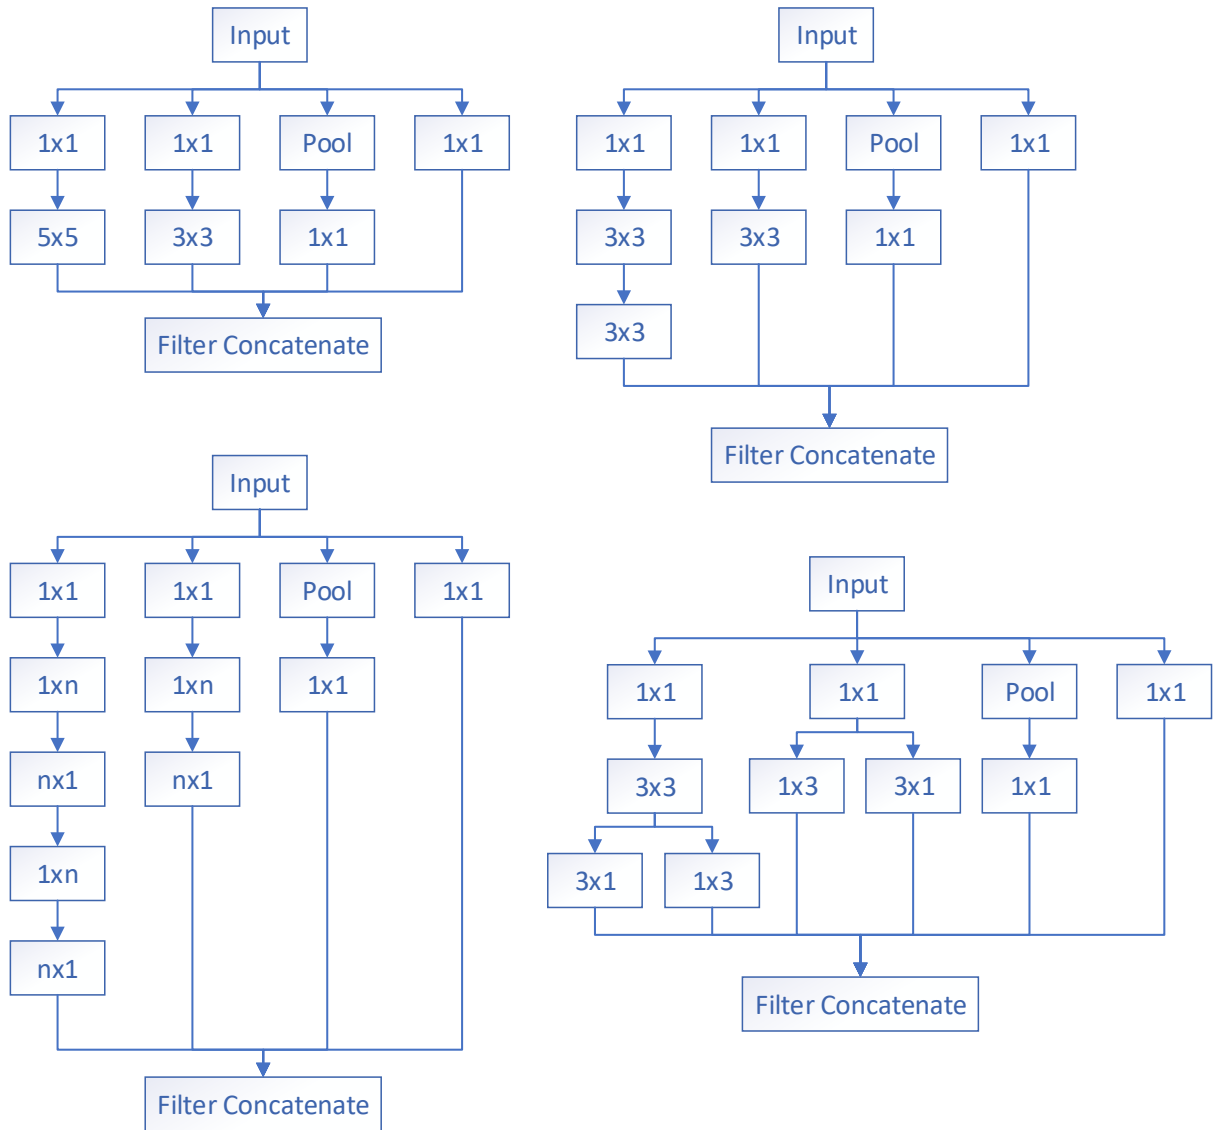 Input
1x1
1x1
Pool
1x1
5x5
3x3
1x1
Filter Concatenate
Input
1x1
1x1
Pool
1x1
3x3
3x3
1x1
3x3
Filter Concatenate
Input
1x1
1x1
Pool
1x1
1xn
1xn
1x1
nx1
nx1
1xn
nx1
Filter Concatenate
Input
1x1
1x1
Pool
1x1
3x3
1x3
3x1
1x1
3x1
1x3
Filter Concatenate